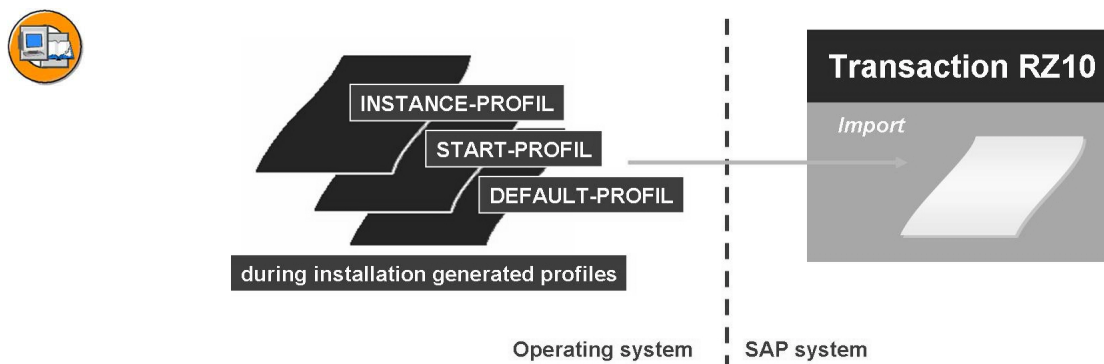 INSTANCE-PROFIL
START-PROFIL
DEFAULT-PROFIL
during installation generated profiles
Transaction RZ10
Import
Operating system
SAP system